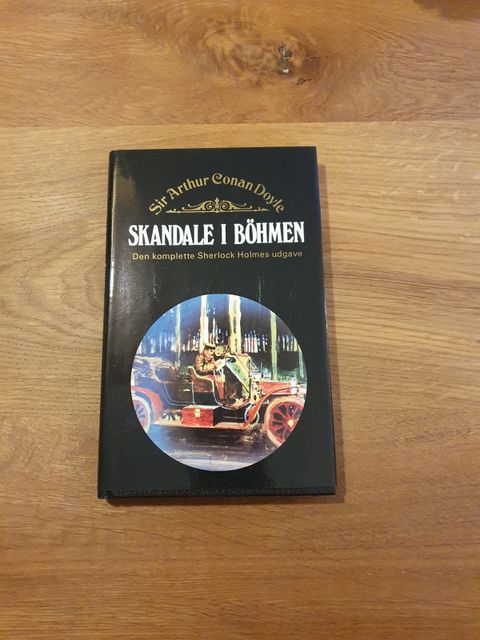 Sir Arthur Conan Doyle
SKANDALE I BÖHMEN
Den komplette Sherlock Holmes udgave